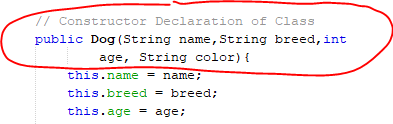 // Constructor Declaration of Class
public Dog(String name,String breed,int
age, String color){
this.name = name;
this.breed = breed;
this.age = age;